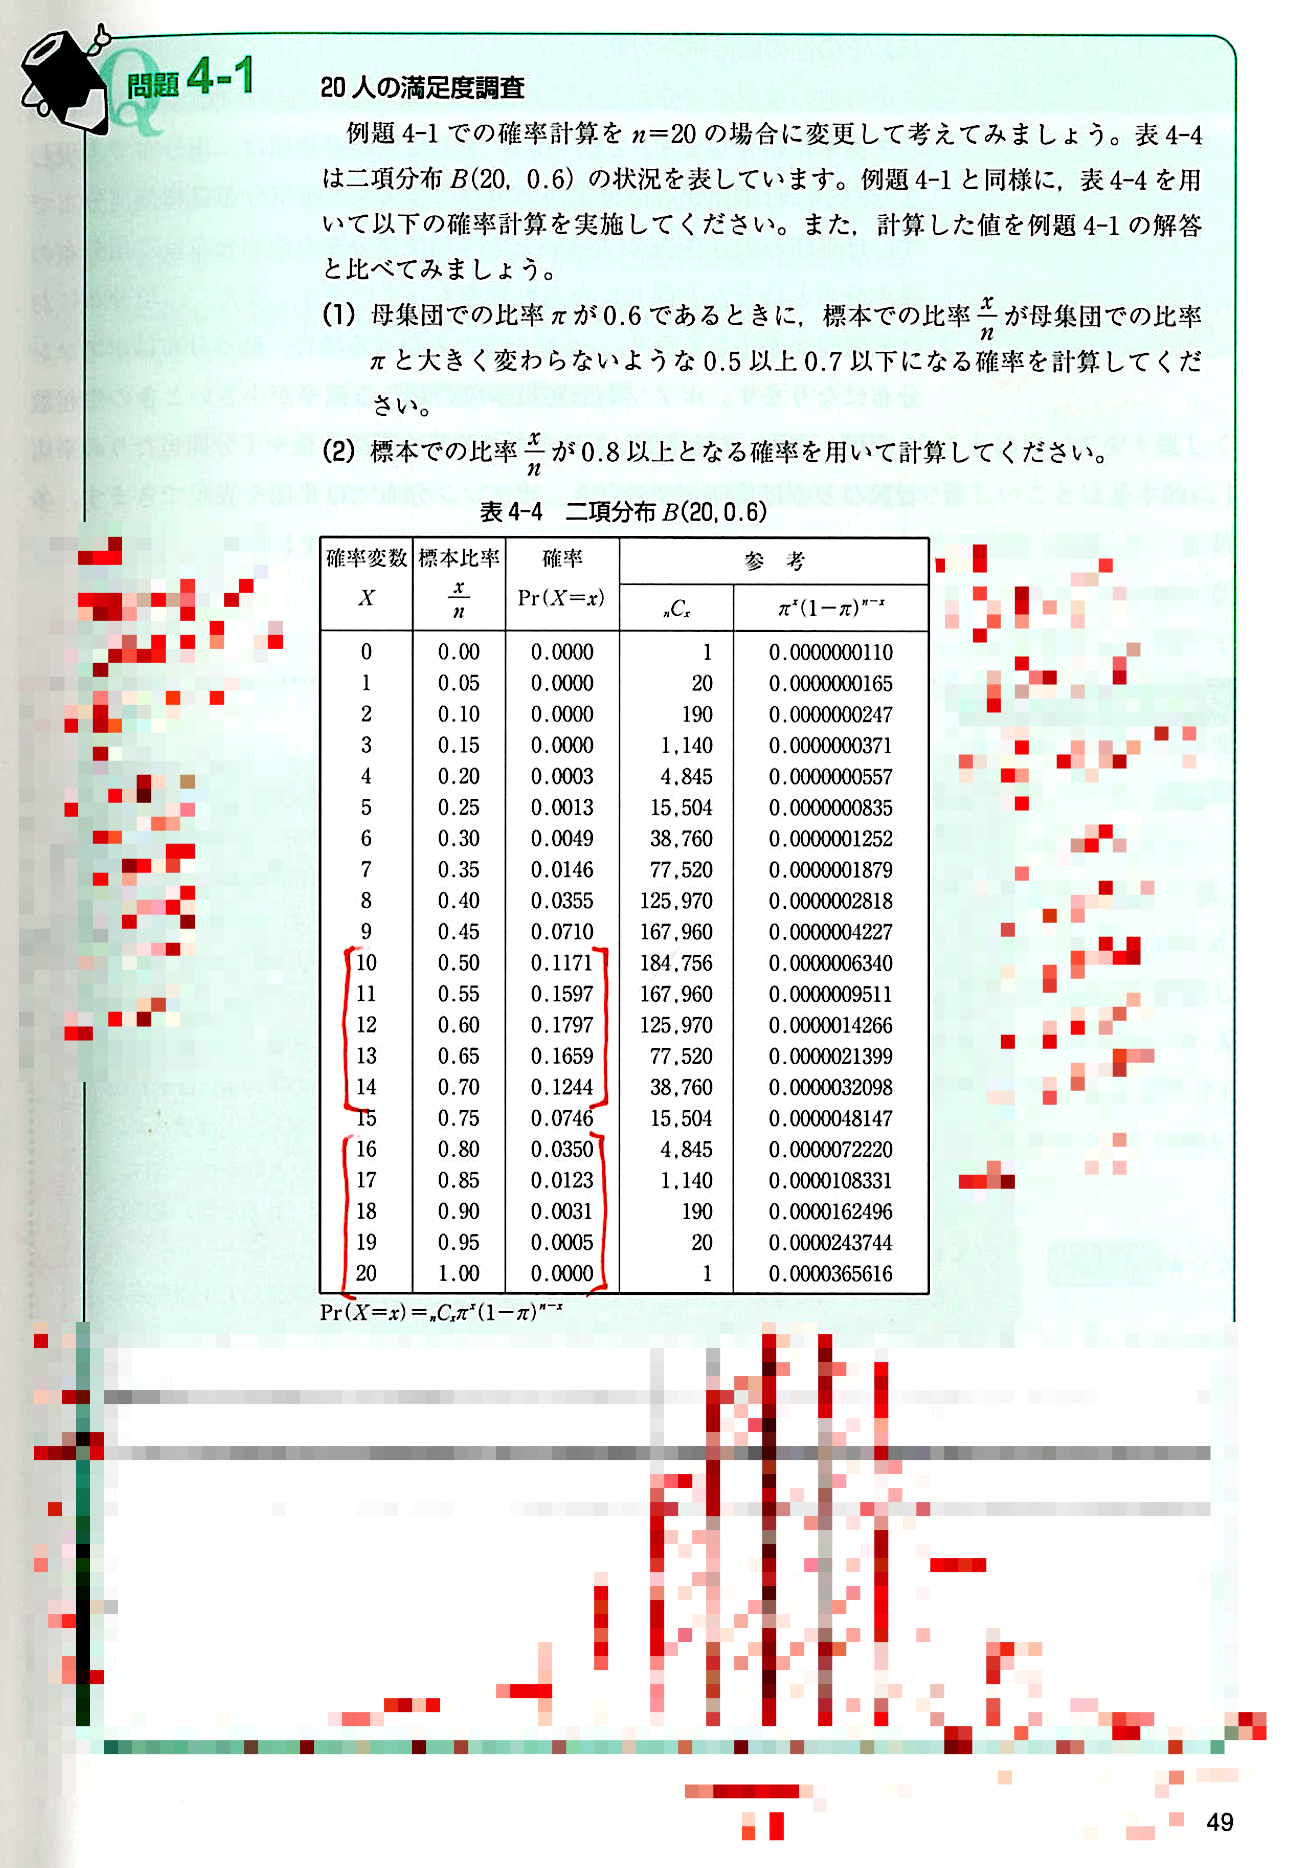 Q 問題 4-1
20人の満足度調査
例題 4-1 での確率計算を n=20 の場合に変更して考えてみましょう。表 4-4
は二項分布 B(20, 0.6) の状況を表しています。例題 4-1 と同様に，表 4-4 を用
いて以下の確率計算を実施してください。また，計算した値を例題 4-1 の解答
と比べてみましょう。
(1) 母集団での比率 π が 0.6 であるときに，標本での比率 x/n が母集団での比率
π と大きく変わらないような 0.5 以上 0.7 以下になる確率を計算してくだ
さい。
(2) 標本での比率 x/n が 0.8 以上となる確率を用いて計算してください。
表 4-4 二項分布 B(20, 0.6)
確率変数 標本比率 確率 参考
X x/n Pr(X=x) nCx π^x(1−π)^n−x
0 0.00 0.0000 1 0.0000000110
1 0.05 0.0000 20 0.0000000165
2 0.10 0.0000 190 0.0000000247
3 0.15 0.0000 1,140 0.0000000371
4 0.20 0.0003 4,845 0.0000000557
5 0.25 0.0013 15,504 0.0000000835
6 0.30 0.0049 38,760 0.0000001252
7 0.35 0.0146 77,520 0.0000001879
8 0.40 0.0355 125,970 0.0000002818
9 0.45 0.0710 167,960 0.0000004227
10 0.50 0.1171 184,756 0.0000006340
11 0.55 0.1597 167,960 0.0000009511
12 0.60 0.1797 125,970 0.0000014266
13 0.65 0.1659 77,520 0.0000021399
14 0.70 0.1244 38,760 0.0000032098
15 0.75 0.0746 15,504 0.0000048147
16 0.80 0.0350 4,845 0.0000072220
17 0.85 0.0123 1,140 0.0000108331
18 0.90 0.0031 190 0.0000162496
19 0.95 0.0005 20 0.0000243744
20 1.00 0.0000 1 0.0000365616
Pr(X=x)=nCxπ^x(1−π)^n−x
49